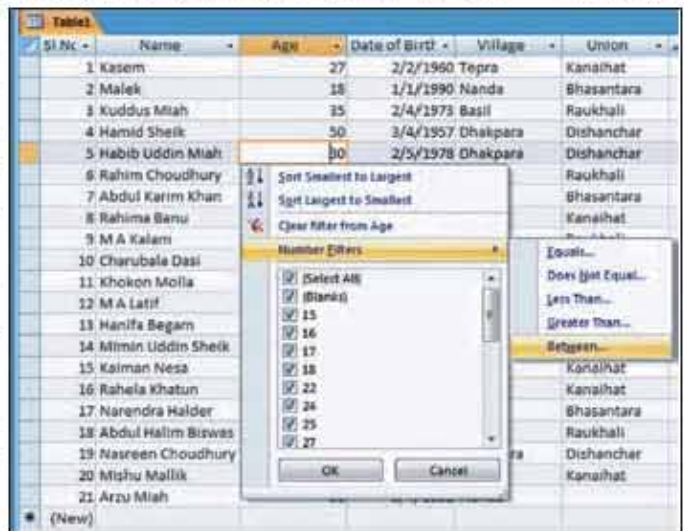 Table1
Sl Nc Name Age Date of Birtl Village Union
1 Kasem 27 2/2/1960 Tepra Kanaihat
2 Malek 18 1/1/1990 Nanda Bhasantara
3 Kuddus Miah 35 2/4/1973 Basil Raukhali
4 Hamid Sheik 50 3/4/1957 Dhakpara Dishanchar
5 Habib Uddin Miah 30 2/5/1978 Dhakpara Dishanchar
6 Rahim Choudhury Raukhali
7 Abdul Karim Khan Bhasantara
8 Rahima Banu Kanaihat
9 M A Kalam
10 Charubala Dasi
11 Khokon Molla
12 M A Latif
13 Hanifa Begam
14 Mimin Uddin Sheik
15 Kaiman Nesa Kanaihat
16 Rahela Khatun Kanaihat
17 Narendra Halder Bhasantara
18 Abdul Halim Biswas Raukhali
19 Nasreen Choudhury Dishanchar
20 Mishu Mallik Kanaihat
21 Arzu Miah
(New)
Sort Smallest to Largest
Sort Largest to Smallest
Clear filter from Age
Number Filters
(Select All)
(Blanks)
15
16
17
18
22
24
25
27
OK Cancel
Equals...
Does Not Equal...
Less Than...
Greater Than...
Between...